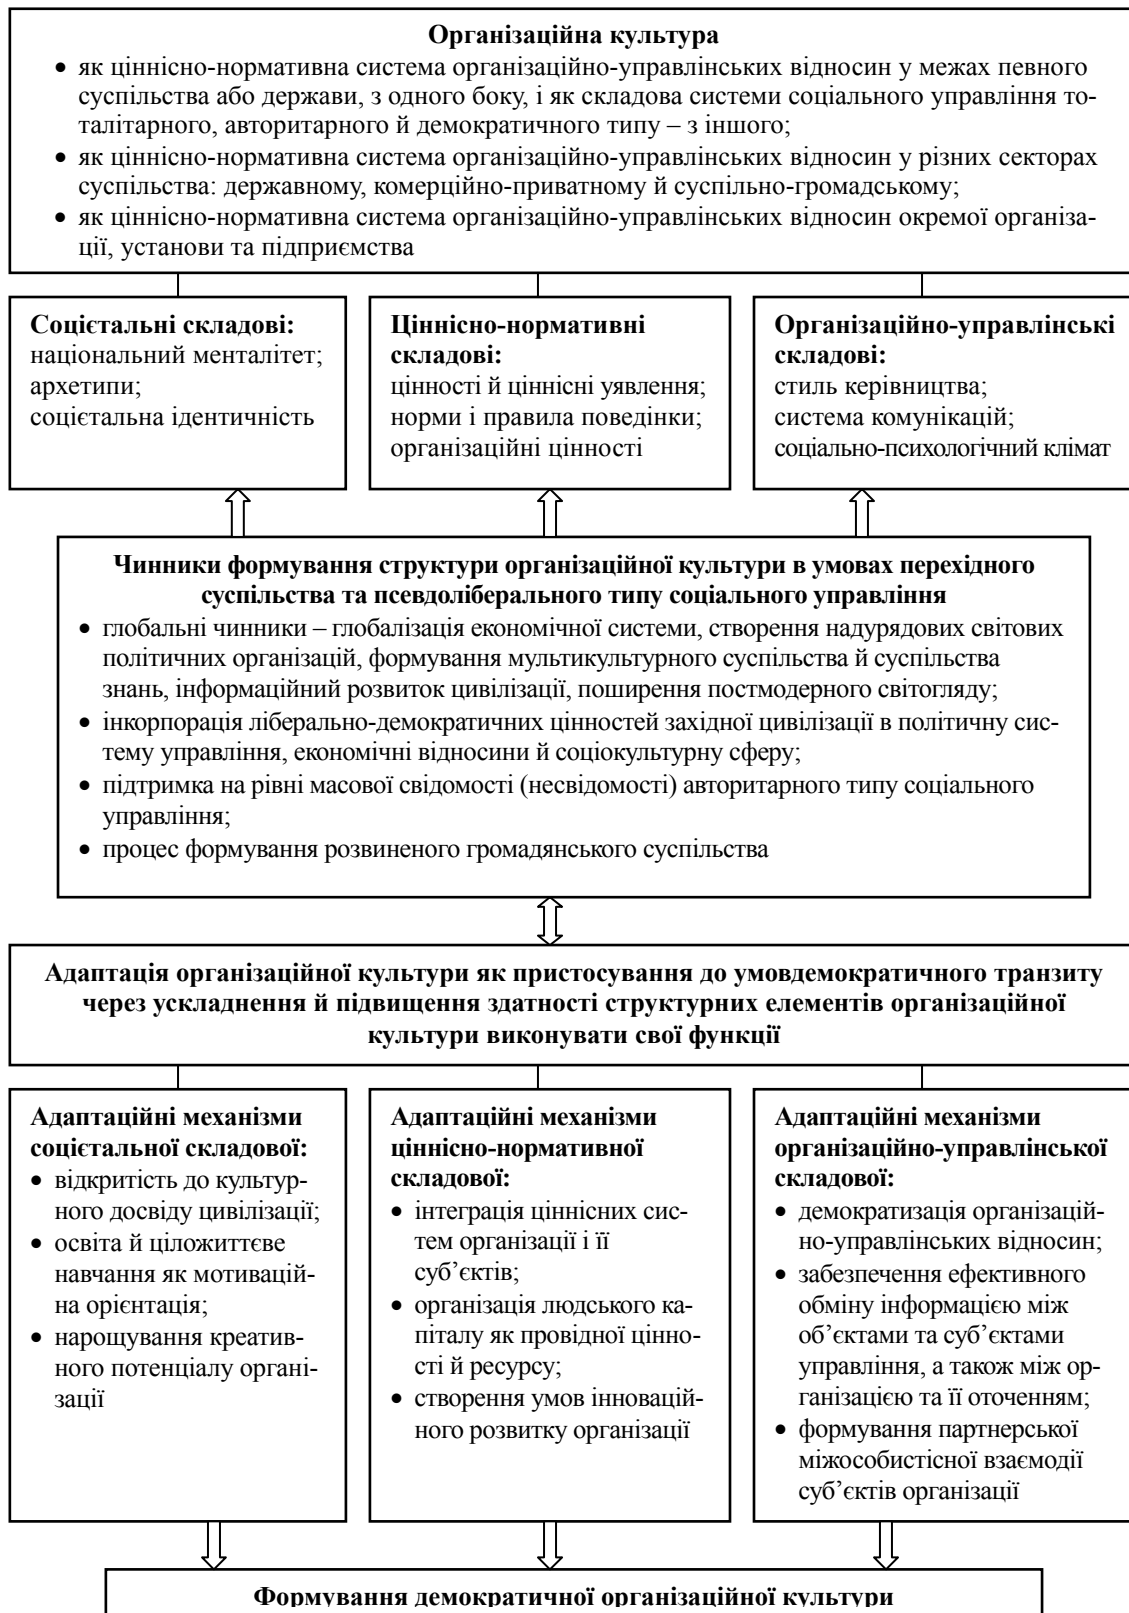 Організаційна культура
• як ціннісно-нормативна система організаційно-управлінських відносин у межах певного
суспільства або держави, з одного боку, і як складова системи соціального управління то-
талітарного, авторитарного й демократичного типу – з іншого;
• як ціннісно-нормативна система організаційно-управлінських відносин у різних секторах
суспільства: державному, комерційно-приватному й суспільно-громадському;
• як ціннісно-нормативна система організаційно-управлінських відносин окремої організа-
ції, установи та підприємства
Соцієтальні складові:
національний менталітет;
архетипи;
соцієтальна ідентичність
Ціннісно-нормативні
складові:
цінності й ціннісні уявлення;
норми і правила поведінки;
організаційні цінності
Організаційно-управлінські
складові:
стиль керівництва;
система комунікацій;
соціально-психологічний клімат
Чинники формування структури організаційної культури в умовах перехідного
суспільства та псевдоліберального типу соціального управління
• глобальні чинники – глобалізація економічної системи, створення надурядових світових
політичних організацій, формування мультикультурного суспільства й суспільства
знань, інформаційний розвиток цивілізації, поширення постмодерного світогляду;
• інкорпорація ліберально-демократичних цінностей західної цивілізації в політичну сис-
тему управління, економічні відносини й соціокультурну сферу;
• підтримка на рівні масової свідомості (несвідомості) авторитарного типу соціального
управління;
• процес формування розвиненого громадянського суспільства
Адаптація організаційної культури як пристосування до умовдемократичного транзиту
через ускладнення й підвищення здатності структурних елементів організаційної
культури виконувати свої функції
Адаптаційні механізми
соцієтальної складової:
• відкритість до культур-
ного досвіду цивілізації;
• освіта й ціложиттєве
навчання як мотивацій-
на орієнтація;
• нарощування креатив-
ного потенціалу органі-
зації
Адаптаційні механізми
ціннісно-нормативної
складової:
• інтеграція ціннісних сис-
тем організації і її
суб’єктів;
• організація людського ка-
піталу як провідної цінно-
сті й ресурсу;
• створення умов інновацій-
ного розвитку організації
Адаптаційні механізми
організаційно-управлінської
складової:
• демократизація організацій-
но-управлінських відносин;
• забезпечення ефективного
обміну інформацією між
об’єктами та суб’єктами
управління, а також між ор-
ганізацією та її оточенням;
• формування партнерської
міжособистісної взаємодії
суб’єктів організації
Формування демократичної організаційної культури